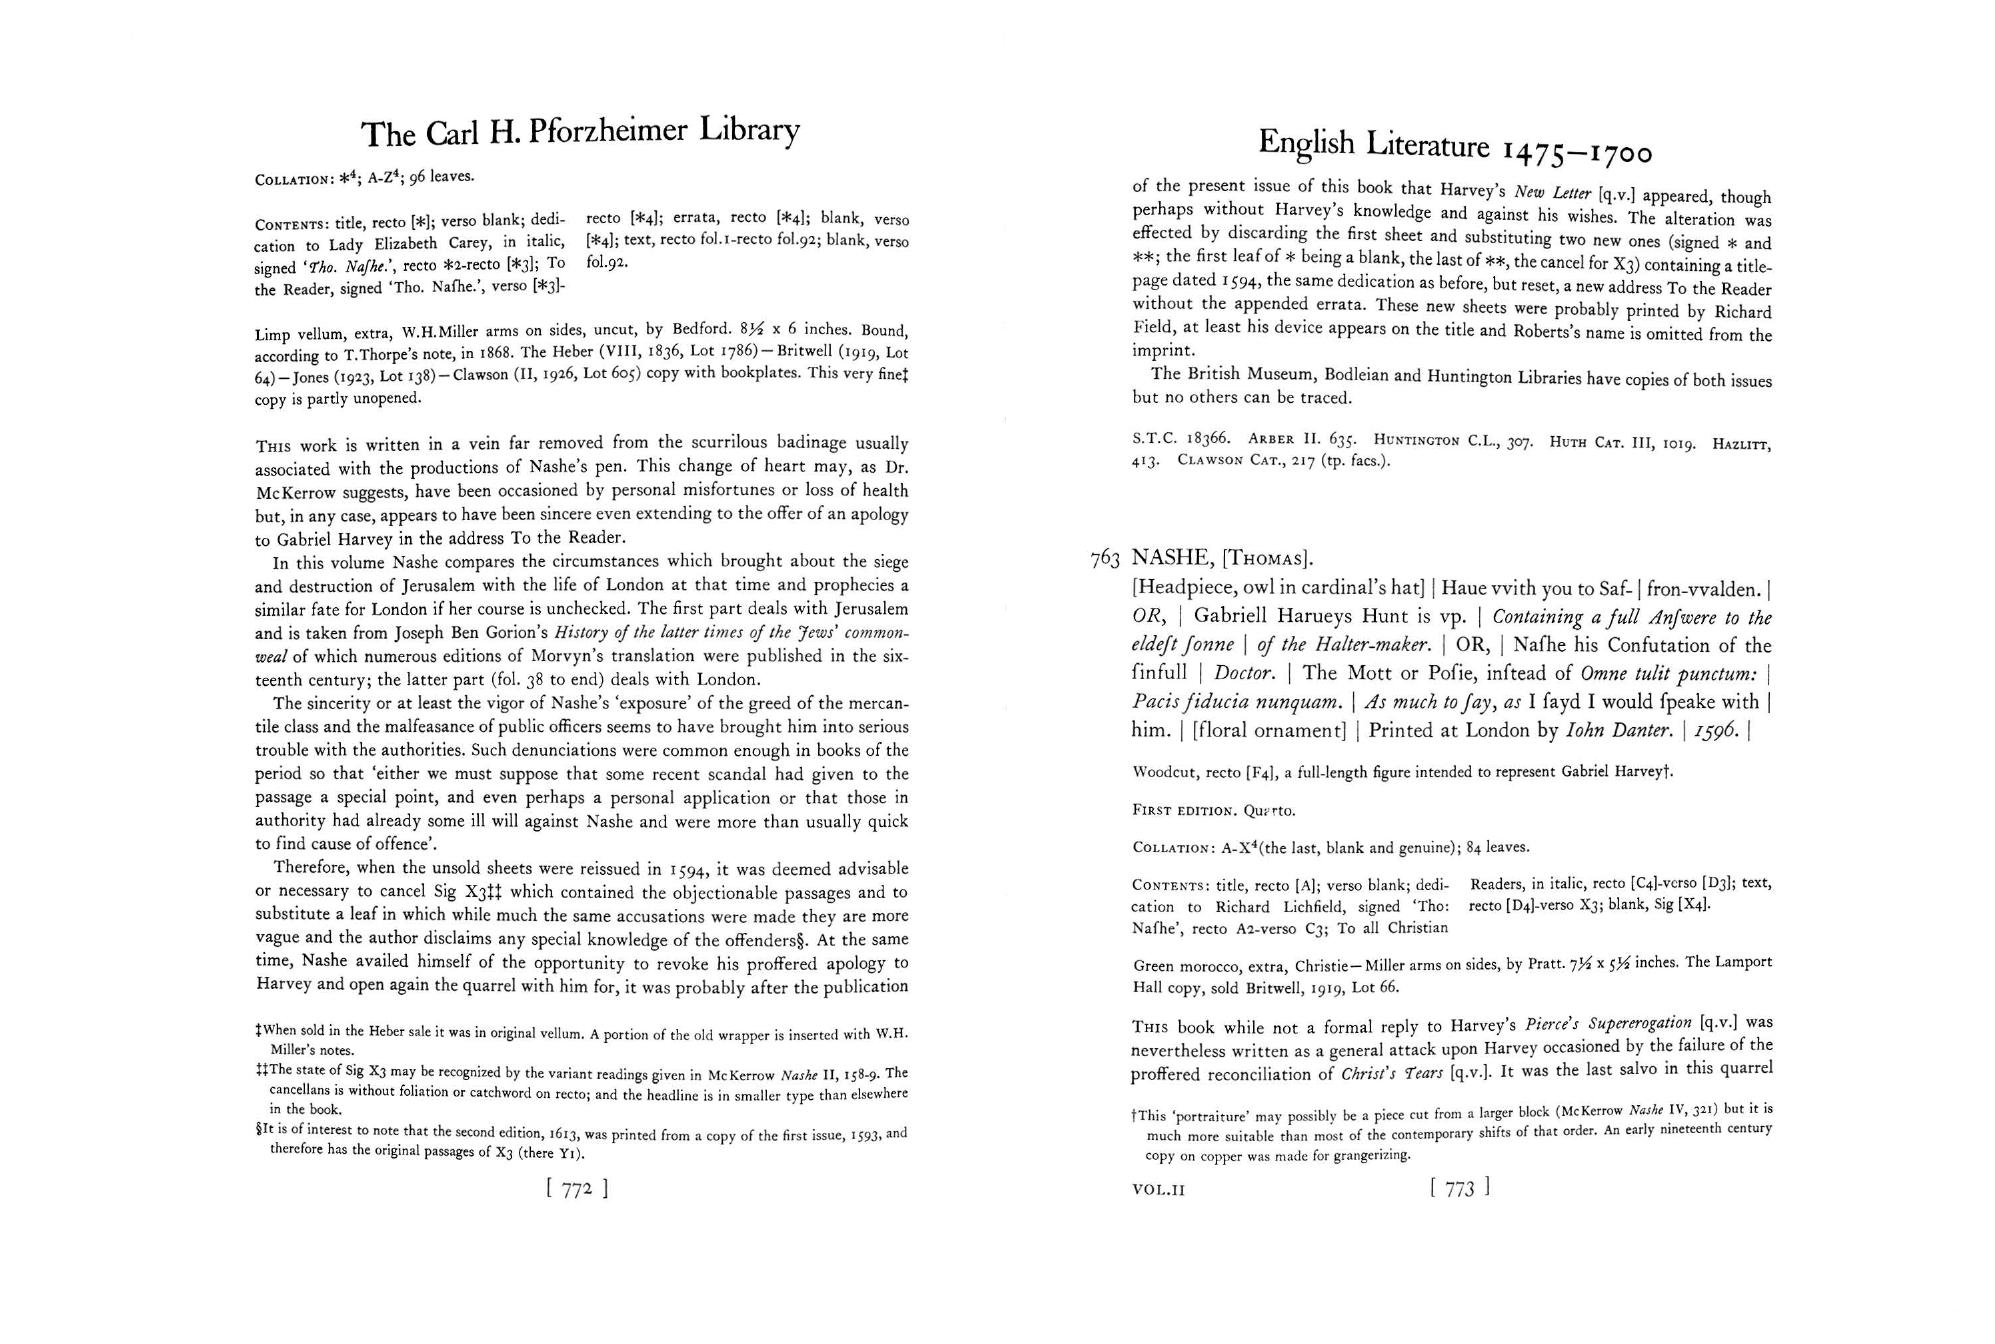 The Carl H. Pforzheimer Library
COLLATION: *⁴; A-Z⁴; 96 leaves.
CONTENTS: title, recto [*]; verso blank; dedi-
cation to Lady Elizabeth Carey, in italic,
signed ‘Tho. Naſhe.’, recto *2-recto [*3]; To
the Reader, signed ‘Tho. Naſhe.’, verso [*3]-
recto [*4]; errata, recto [*4]; blank, verso
[*4]; text, recto fol.1-recto fol.92; blank, verso
fol.92.
Limp vellum, extra, W.H.Miller arms on sides, uncut, by Bedford. 8½ x 6 inches. Bound,
according to T.Thorpe’s note, in 1868. The Heber (VIII, 1836, Lot 1786)—Britwell (1919, Lot
64)—Jones (1923, Lot 138)—Clawson (II, 1926, Lot 605) copy with bookplates. This very fine‡
copy is partly unopened.
THIS work is written in a vein far removed from the scurrilous badinage usually
associated with the productions of Nashe’s pen. This change of heart may, as Dr.
McKerrow suggests, have been occasioned by personal misfortunes or loss of health
but, in any case, appears to have been sincere even extending to the offer of an apology
to Gabriel Harvey in the address To the Reader.
In this volume Nashe compares the circumstances which brought about the siege
and destruction of Jerusalem with the life of London at that time and prophecies a
similar fate for London if her course is unchecked. The first part deals with Jerusalem
and is taken from Joseph Ben Gorion’s History of the latter times of the Jews’ common-
weal of which numerous editions of Morvyn’s translation were published in the six-
teenth century; the latter part (fol. 38 to end) deals with London.
The sincerity or at least the vigor of Nashe’s ‘exposure’ of the greed of the mercan-
tile class and the malfeasance of public officers seems to have brought him into serious
trouble with the authorities. Such denunciations were common enough in books of the
period so that ‘either we must suppose that some recent scandal had given to the
passage a special point, and even perhaps a personal application or that those in
authority had already some ill will against Nashe and were more than usually quick
to find cause of offence’.
Therefore, when the unsold sheets were reissued in 1594, it was deemed advisable
or necessary to cancel Sig X3‡‡ which contained the objectionable passages and to
substitute a leaf in which while much the same accusations were made they are more
vague and the author disclaims any special knowledge of the offenders§. At the same
time, Nashe availed himself of the opportunity to revoke his proffered apology to
Harvey and open again the quarrel with him for, it was probably after the publication
‡When sold in the Heber sale it was in original vellum. A portion of the old wrapper is inserted with W.H.
Miller’s notes.
‡‡The state of Sig X3 may be recognized by the variant readings given in McKerrow Nashe II, 158-9. The
cancellans is without foliation or catchword on recto; and the headline is in smaller type than elsewhere
in the book.
§It is of interest to note that the second edition, 1613, was printed from a copy of the first issue, 1593, and
therefore has the original passages of X3 (there Y1).
[ 772 ]
English Literature 1475—1700
of the present issue of this book that Harvey’s New Letter [q.v.] appeared, though
perhaps without Harvey’s knowledge and against his wishes. The alteration was
effected by discarding the first sheet and substituting two new ones (signed * and
**; the first leaf of * being a blank, the last of **, the cancel for X3) containing a title-
page dated 1594, the same dedication as before, but reset, a new address To the Reader
without the appended errata. These new sheets were probably printed by Richard
Field, at least his device appears on the title and Roberts’s name is omitted from the
imprint.
The British Museum, Bodleian and Huntington Libraries have copies of both issues
but no others can be traced.
S.T.C. 18366. ARBER II. 635. HUNTINGTON C.L., 307. HUTH CAT. III, 1019. HAZLITT,
413. CLAWSON CAT., 217 (tp. facs.).
763 NASHE, [THOMAS].
[Headpiece, owl in cardinal’s hat] | Haue vvith you to Saf- | fron-vvalden. |
OR, | Gabriell Harueys Hunt is vp. | Containing a full Anſwere to the
eldeſt ſonne | of the Halter-maker. | OR, | Naſhe his Confutation of the
ſinfull | Doctor. | The Mott or Poſie, inſtead of Omne tulit punctum: |
Pacis fiducia nunquam. | As much to ſay, as I ſayd I would ſpeake with |
him. | [floral ornament] | Printed at London by Iohn Danter. | 1596. |
Woodcut, recto [F4], a full-length figure intended to represent Gabriel Harvey†.
FIRST EDITION. Quarto.
COLLATION: A-X⁴(the last, blank and genuine); 84 leaves.
CONTENTS: title, recto [A]; verso blank; dedi-
cation to Richard Lichfield, signed ‘Tho:
Naſhe’, recto A2-verso C3; To all Christian
Readers, in italic, recto [C4]-verso [D3]; text,
recto [D4]-verso X3; blank, Sig [X4].
Green morocco, extra, Christie—Miller arms on sides, by Pratt. 7½ x 5½ inches. The Lamport
Hall copy, sold Britwell, 1919, Lot 66.
THIS book while not a formal reply to Harvey’s Pierce’s Supererogation [q.v.] was
nevertheless written as a general attack upon Harvey occasioned by the failure of the
proffered reconciliation of Christ’s Tears [q.v.]. It was the last salvo in this quarrel
†This ‘portraiture’ may possibly be a piece cut from a larger block (McKerrow Nashe IV, 321) but it is
much more suitable than most of the contemporary shifts of that order. An early nineteenth century
copy on copper was made for grangerizing.
VOL.II
[ 773 ]